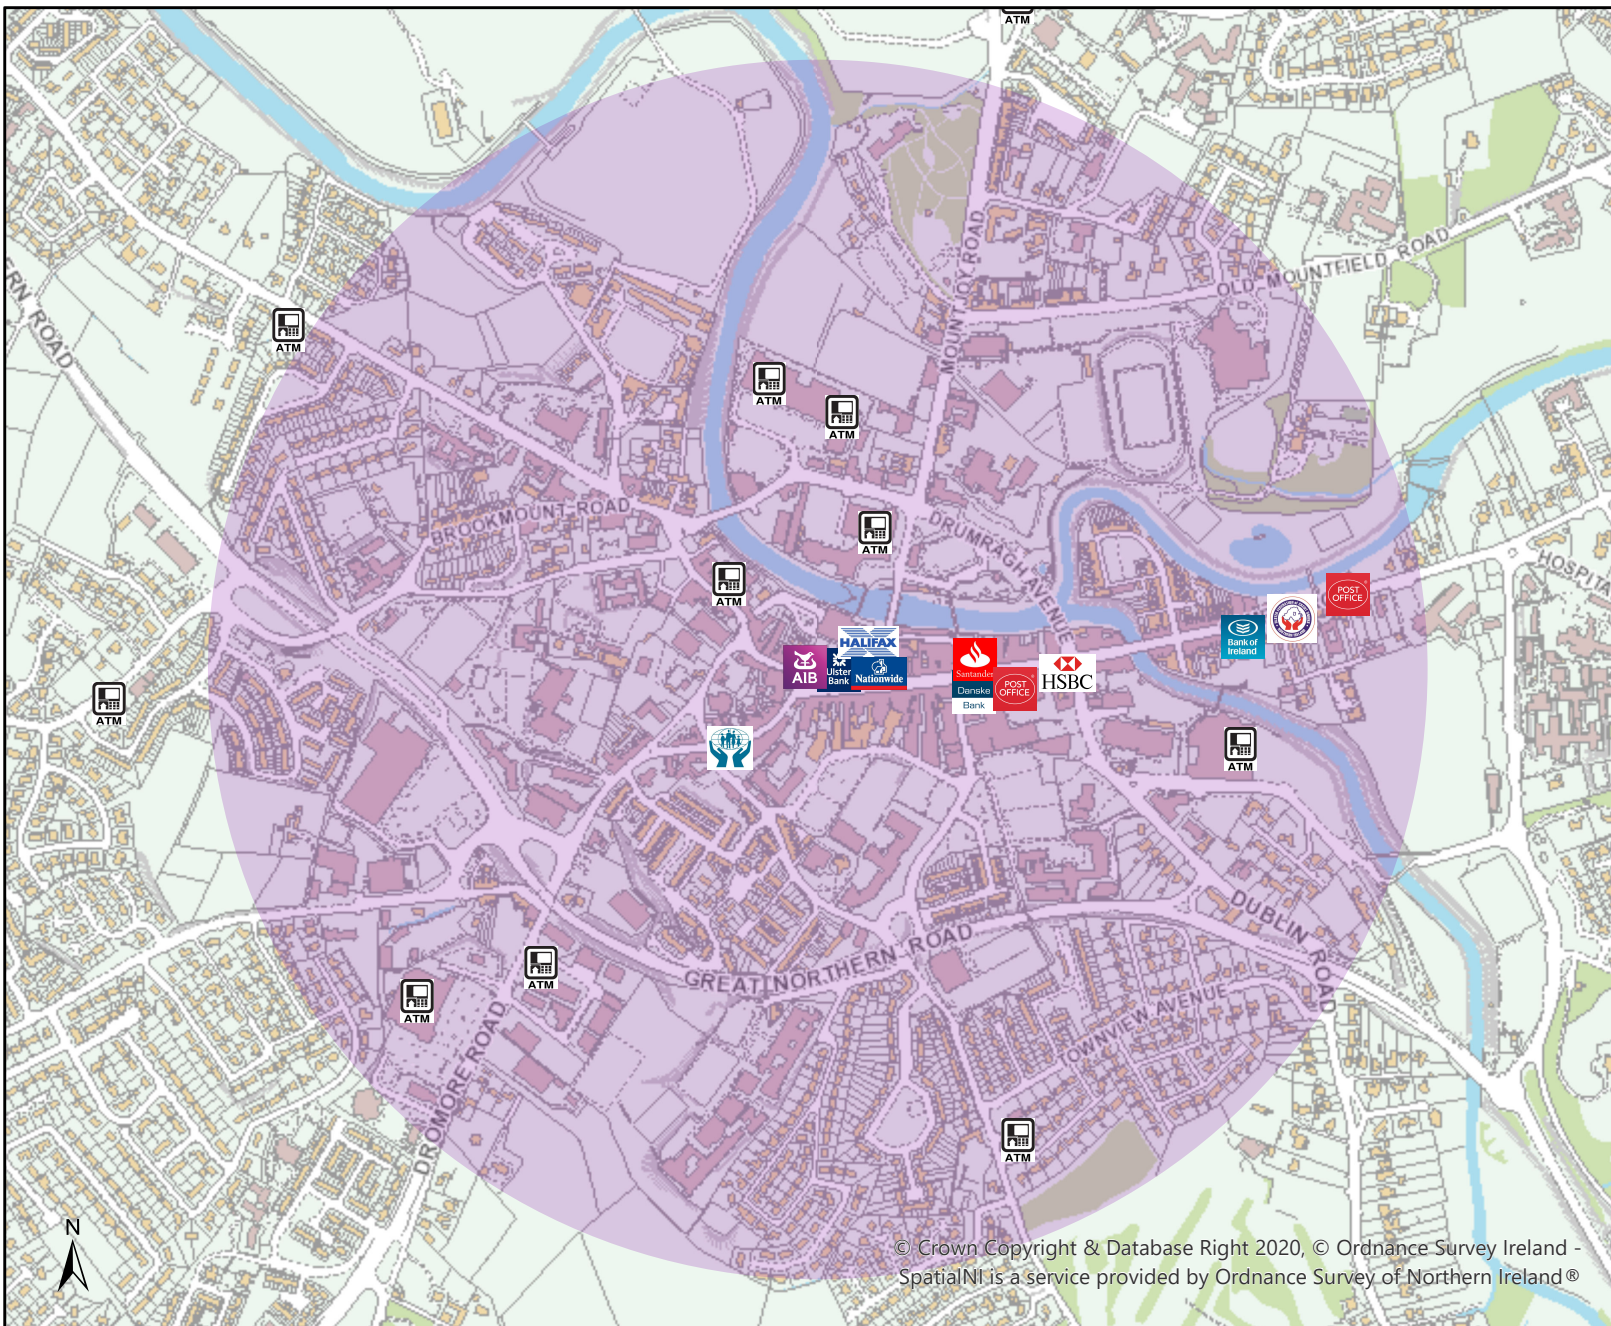 ATM
MOUNTJOY ROAD
OLD MOUNTFIELD ROAD
ERN ROAD
ATM
ATM
ATM
BROOKMOUNT ROAD
ATM
DRUMRAGH AVENUE
HOSPITA
ATM
POST
OFFICE
Bank of
Ireland
HALIFAX
AIB
Ulster
Bank
Nationwide
Santander
Danske
Bank
POST
OFFICE
HSBC
ATM
ATM
DUBLIN ROAD
GREAT NORTHERN ROAD
ATM
ATM
TOWNVIEW AVENUE
DROMORE ROAD
ATM
N
© Crown Copyright & Database Right 2020, © Ordnance Survey Ireland -
SpatialNI is a service provided by Ordnance Survey of Northern Ireland®